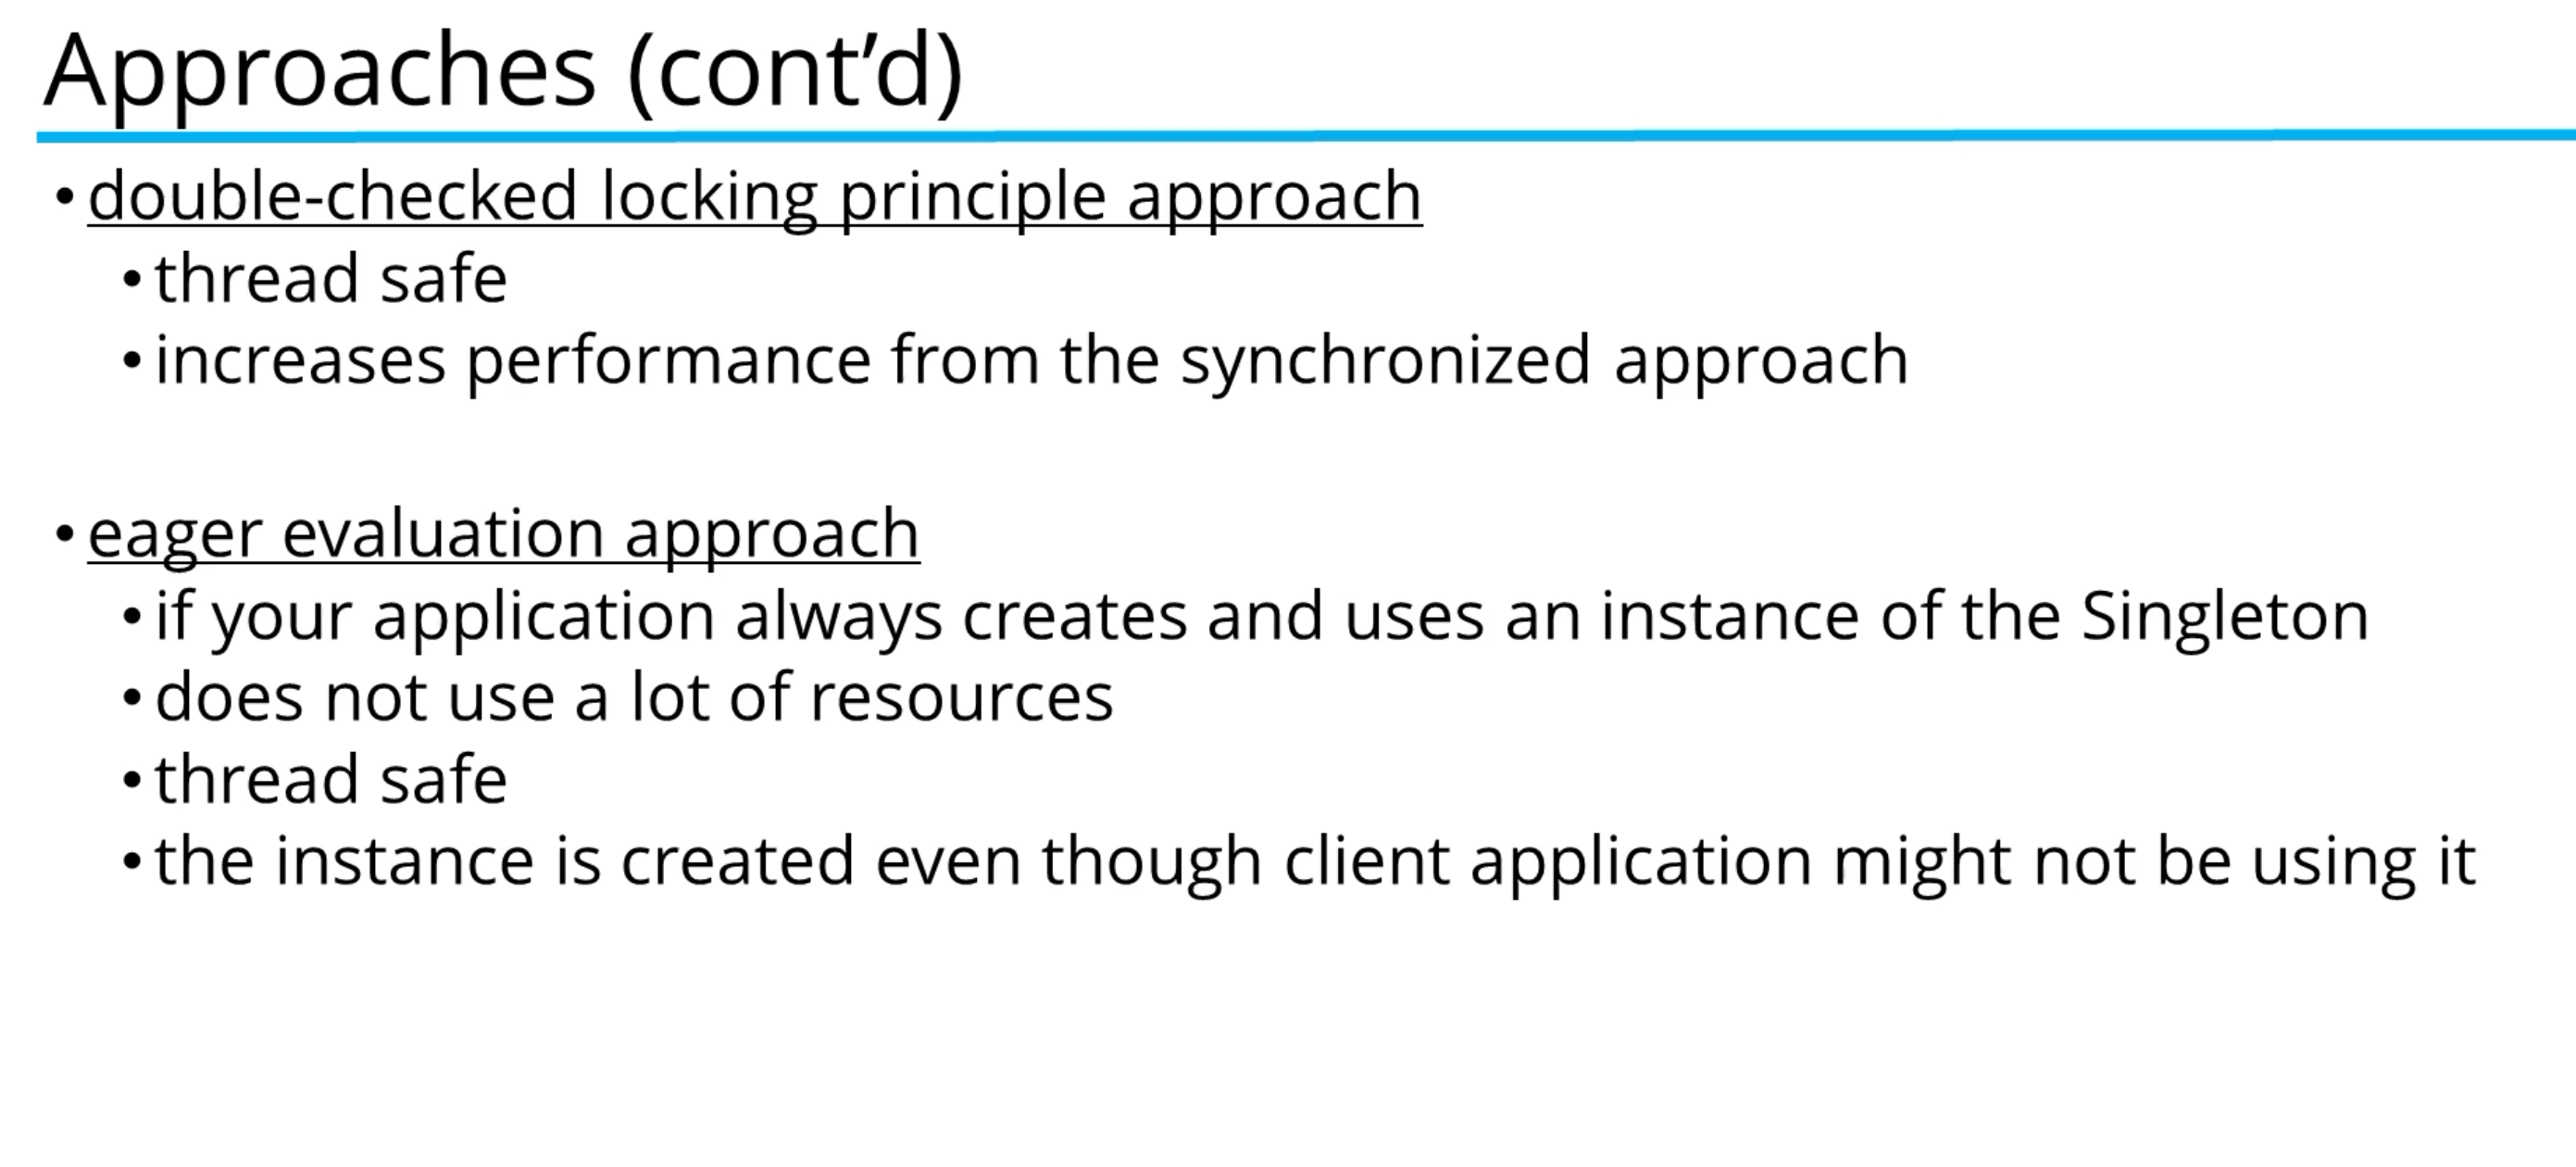 Approaches (cont’d)
• double-checked locking principle approach
• thread safe
• increases performance from the synchronized approach
• eager evaluation approach
• if your application always creates and uses an instance of the Singleton
• does not use a lot of resources
• thread safe
• the instance is created even though client application might not be using it